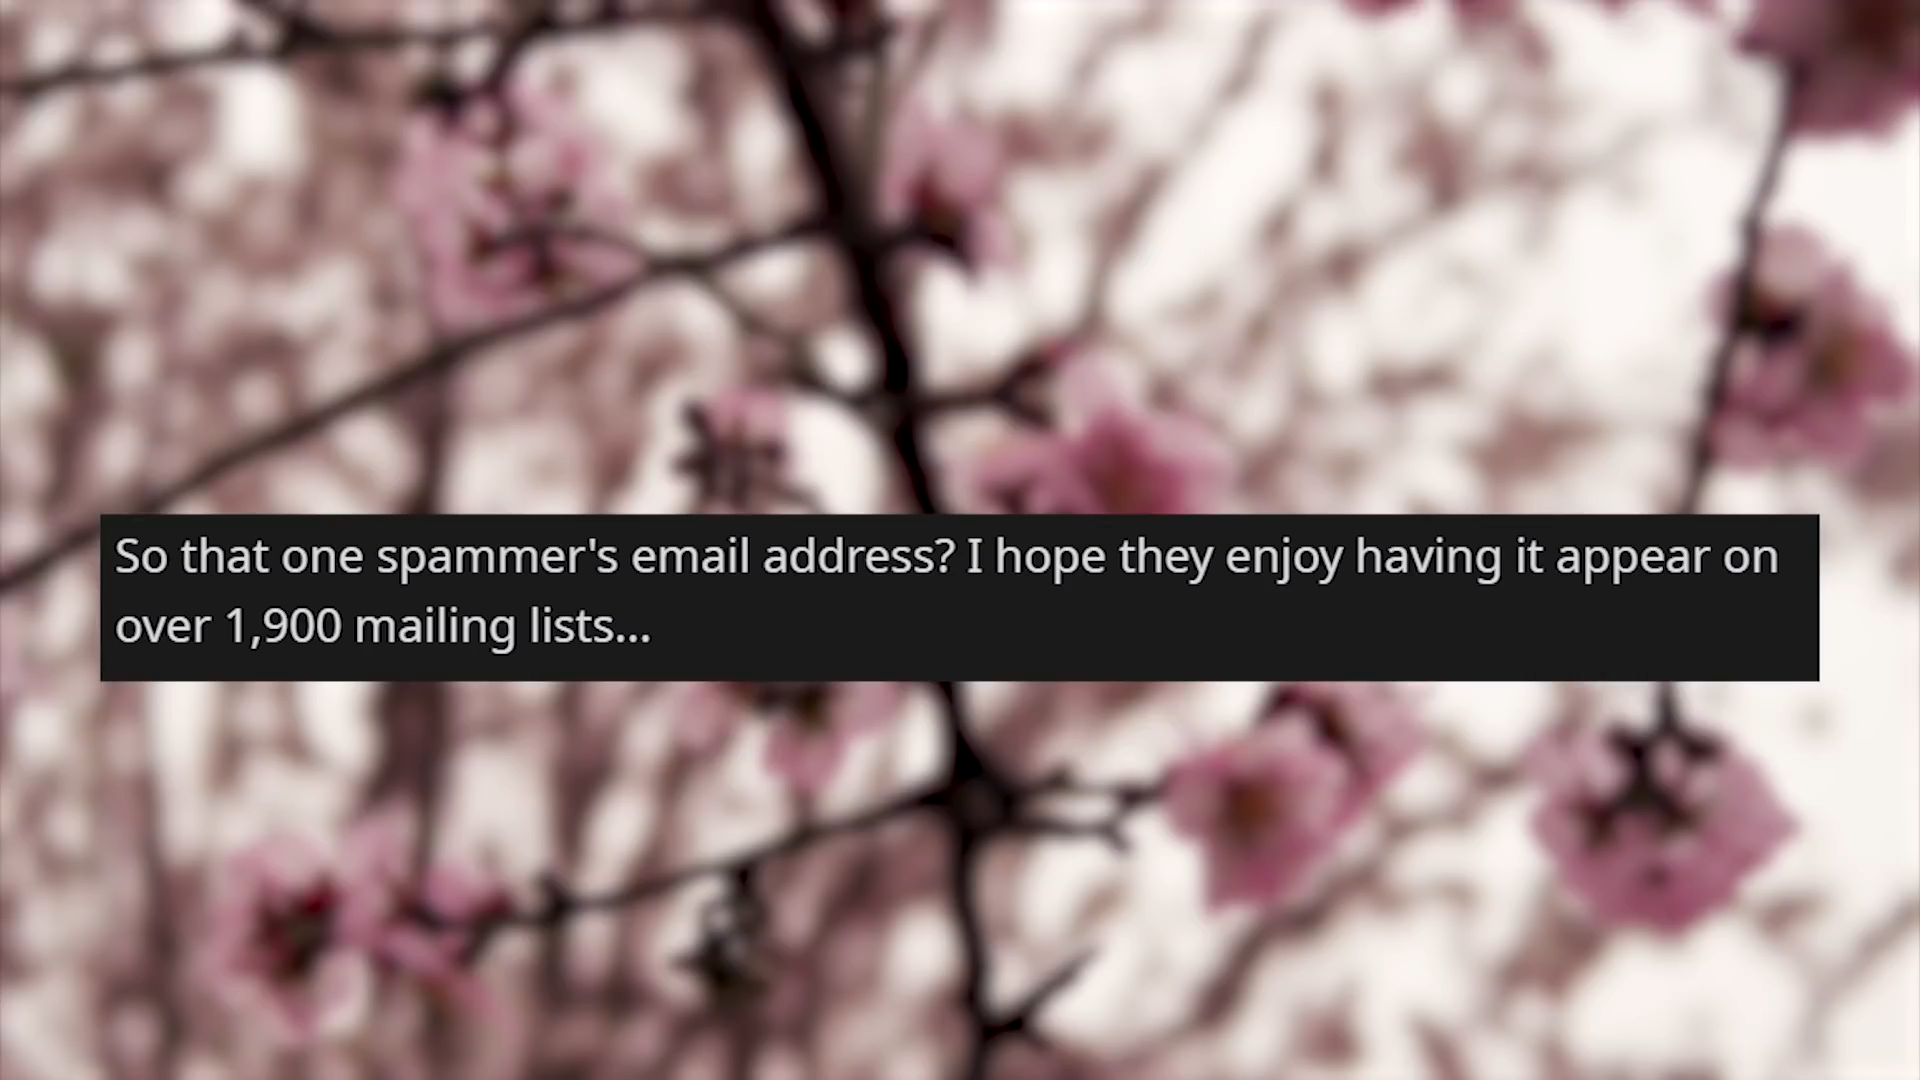 So that one spammer's email address? I hope they enjoy having it appear on
over 1,900 mailing lists...